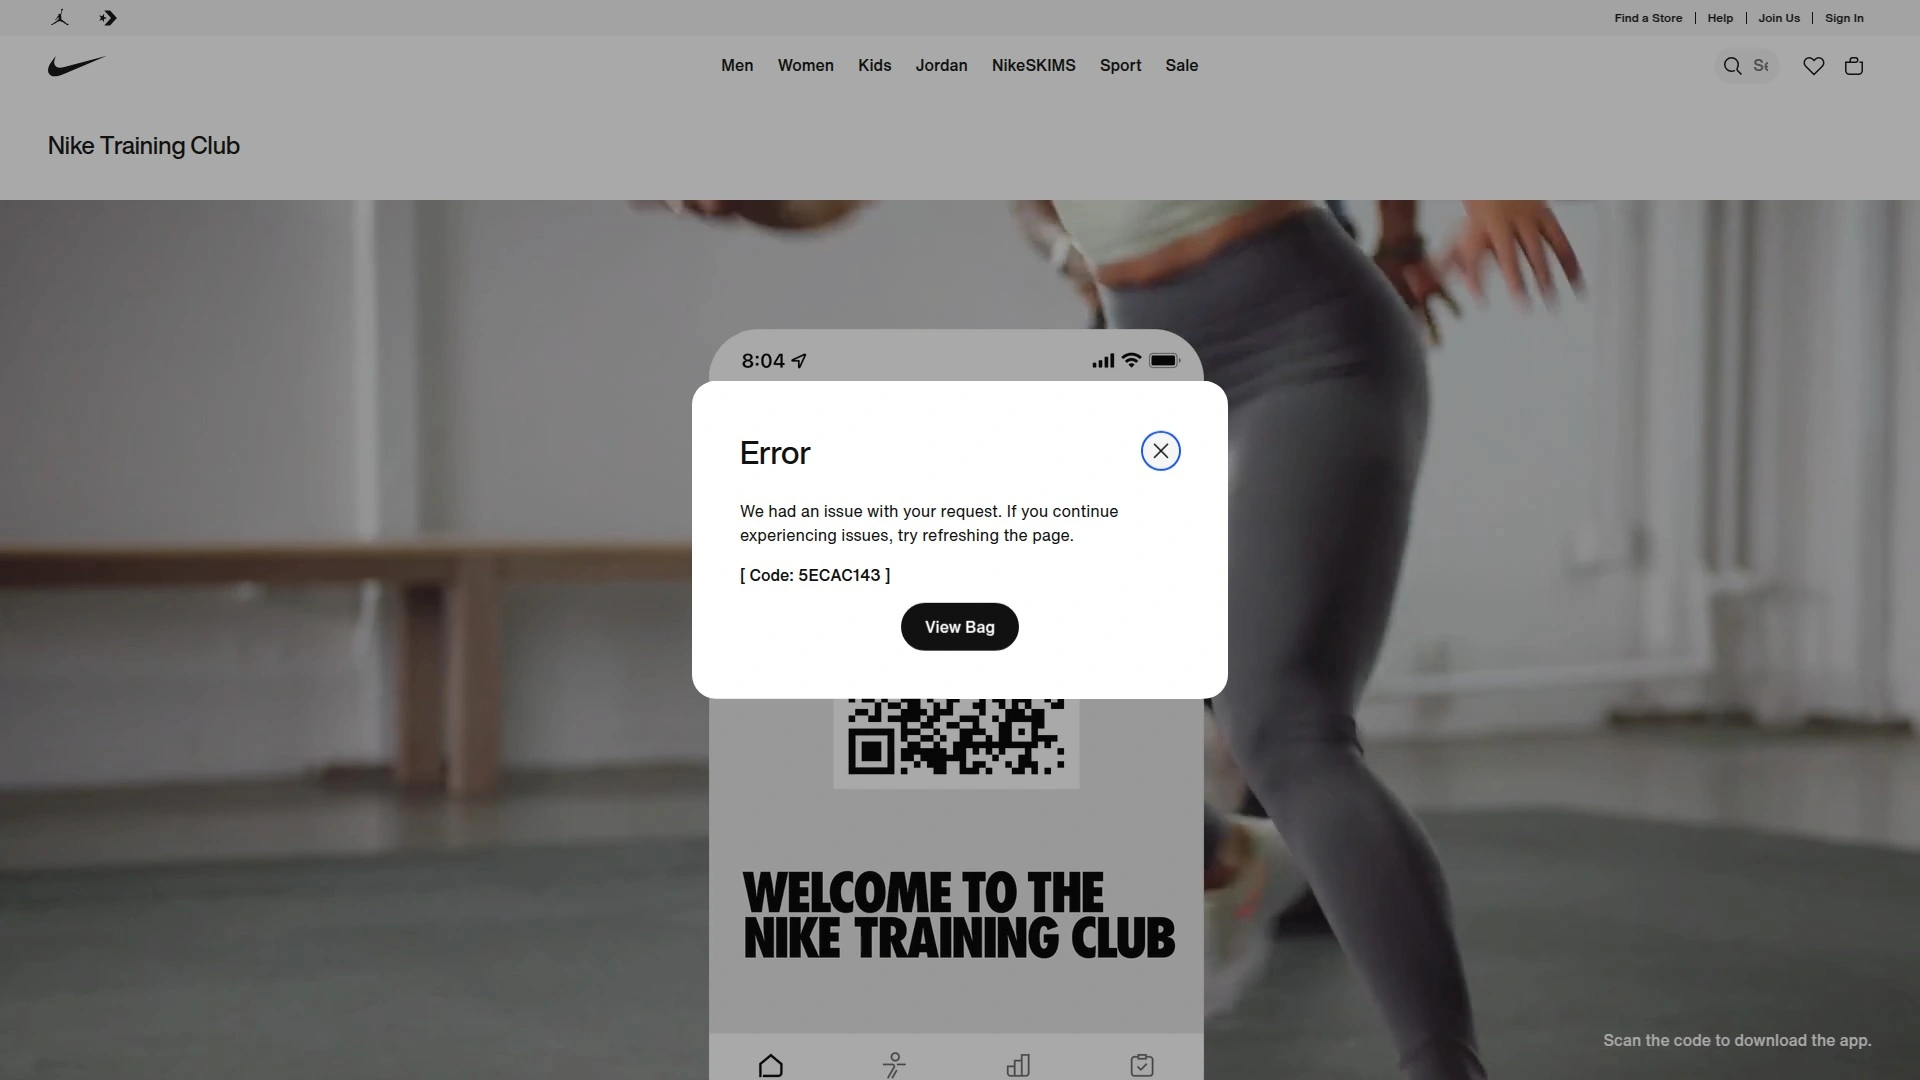 Find a Store
Help
Join Us
Sign In
Men
Women
Kids
Jordan
NikeSKIMS
Sport
Sale
Nike Training Club
8:04
Error
We had an issue with your request. If you continue
experiencing issues, try refreshing the page.
[ Code: 5ECAC143 ]
View Bag
WELCOME TO THE
NIKE TRAINING CLUB
Scan the code to download the app.